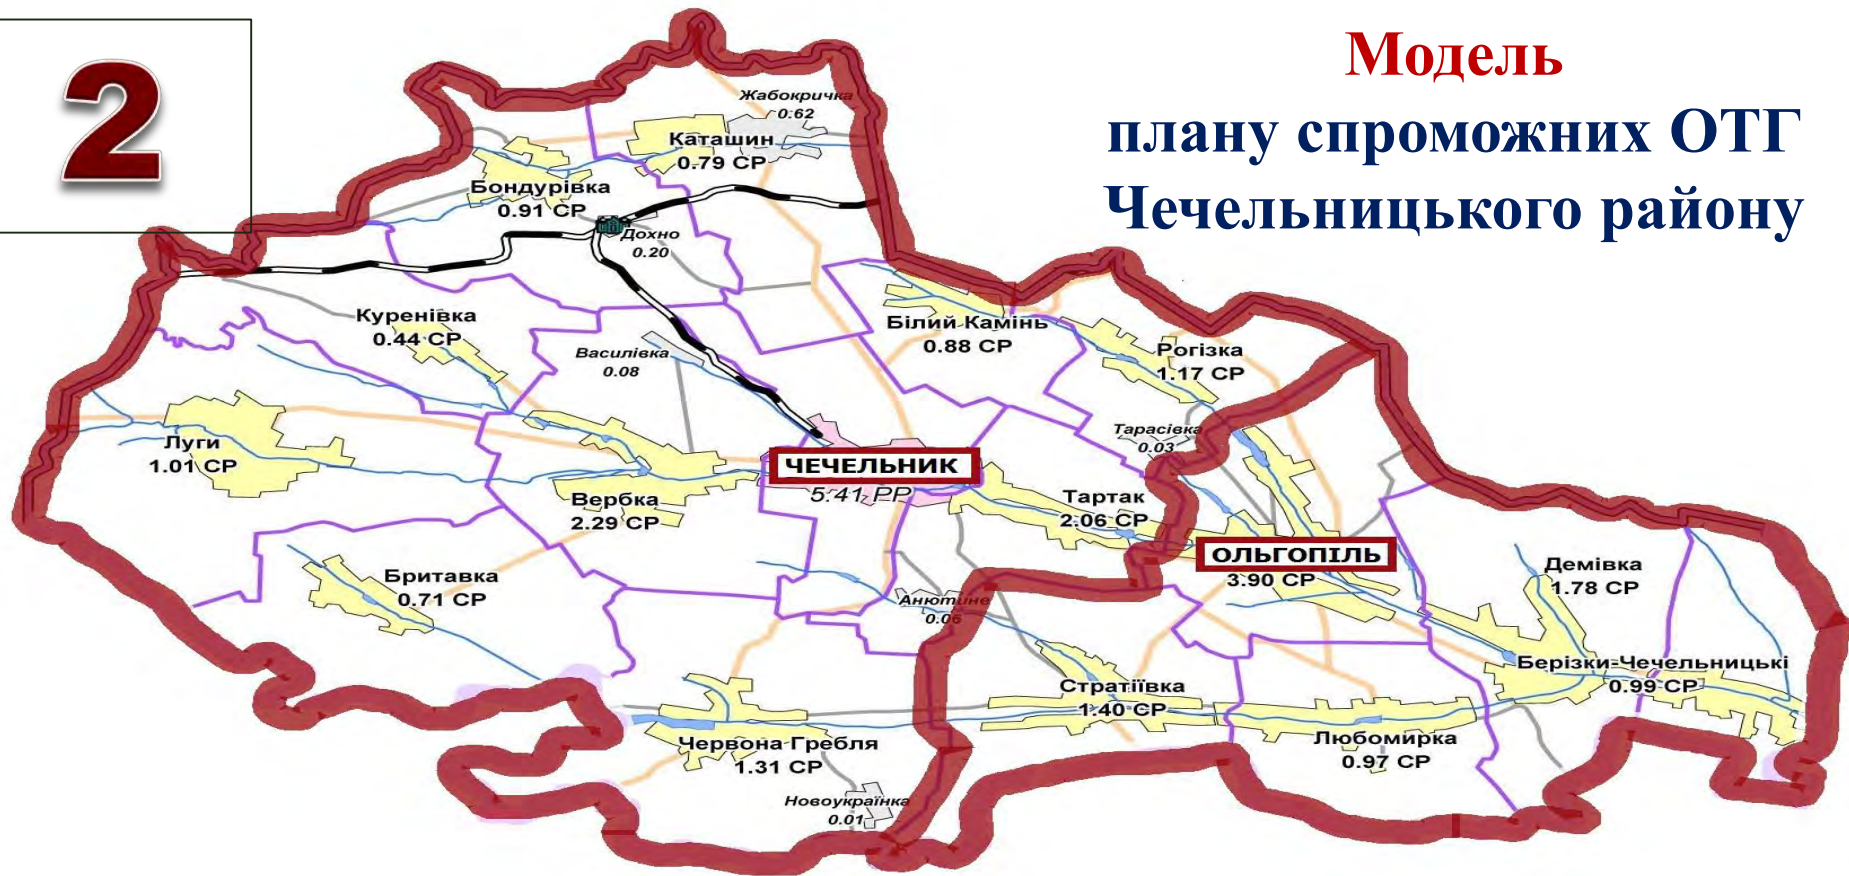 2
Модель
плану спроможних ОТГ
Чечельницького району
Жабокричка
0.62
Каташин
0.79 СР
Бондурівка
0.91 СР
Дохно
0.20
Куренівка
0.44 СР
Василівка
0.08
Білий Камінь
0.88 СР
Рогізка
1.17 СР
Тарасівка
0.03
Луги
1.01 СР
ЧЕЧЕЛЬНИК
5.41 РР
Вербка
2.29 СР
Тартак
2.06 СР
ОЛЬГОПІЛЬ
3.90 СР
Демівка
1.78 СР
Бритавка
0.71 СР
Анютине
0.06
Берізки-Чечельницькі
0.99 СР
Стратіївка
1.40 СР
Червона Гребля
1.31 СР
Любомирка
0.97 СР
Новоукраїнка
0.01